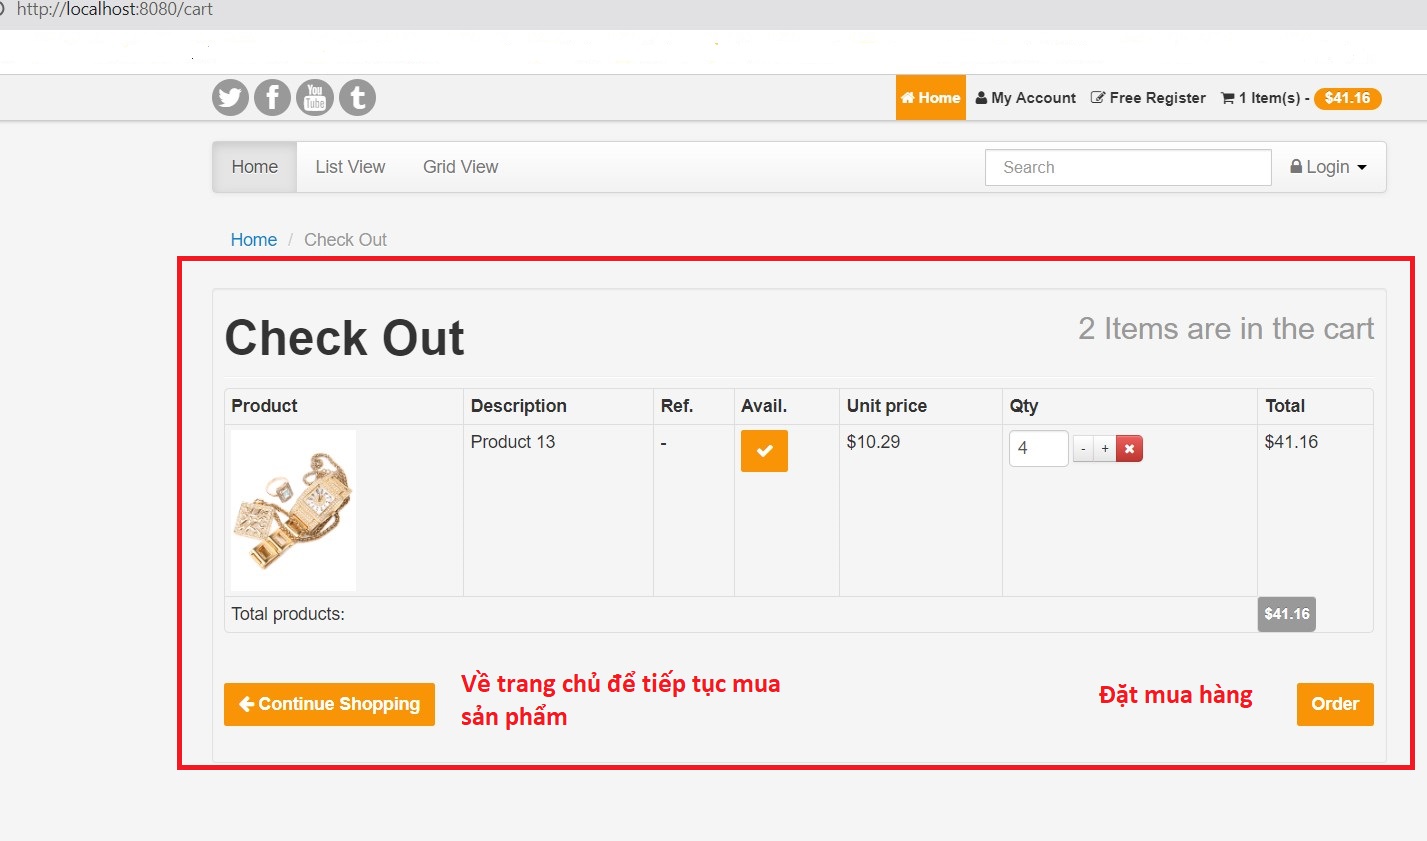 http://localhost:8080/cart
You
Tube
Home My Account Free Register 1 Item(s) - $41.16
Home List View Grid View Search Login
Home / Check Out
Check Out
2 Items are in the cart
Product Description Ref. Avail. Unit price Qty Total
Product 13 - $10.29 4 - + $41.16
Total products: $41.16
Về trang chủ để tiếp tục mua
sản phẩm
Continue Shopping
Đặt mua hàng
Order